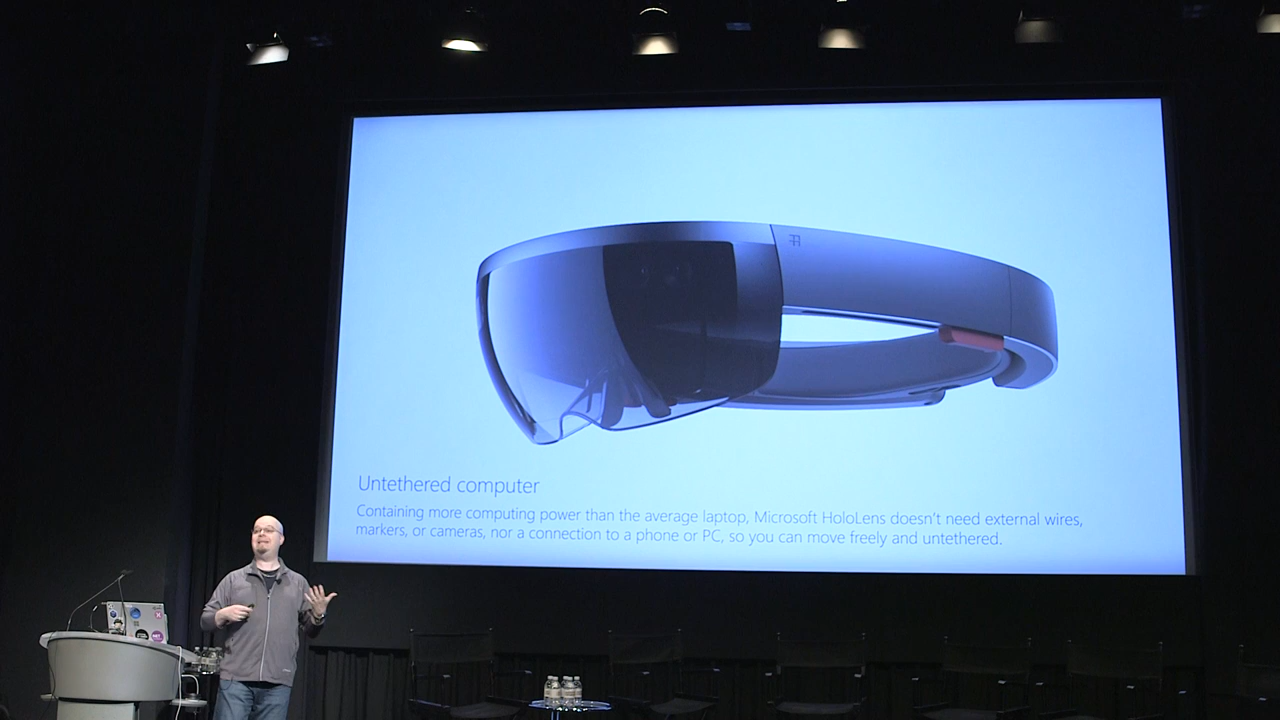 Untethered computer
Containing more computing power than the average laptop, Microsoft HoloLens doesn't need external wires,
markers, or cameras, nor a connection to a phone or PC, so you can move freely and untethered.